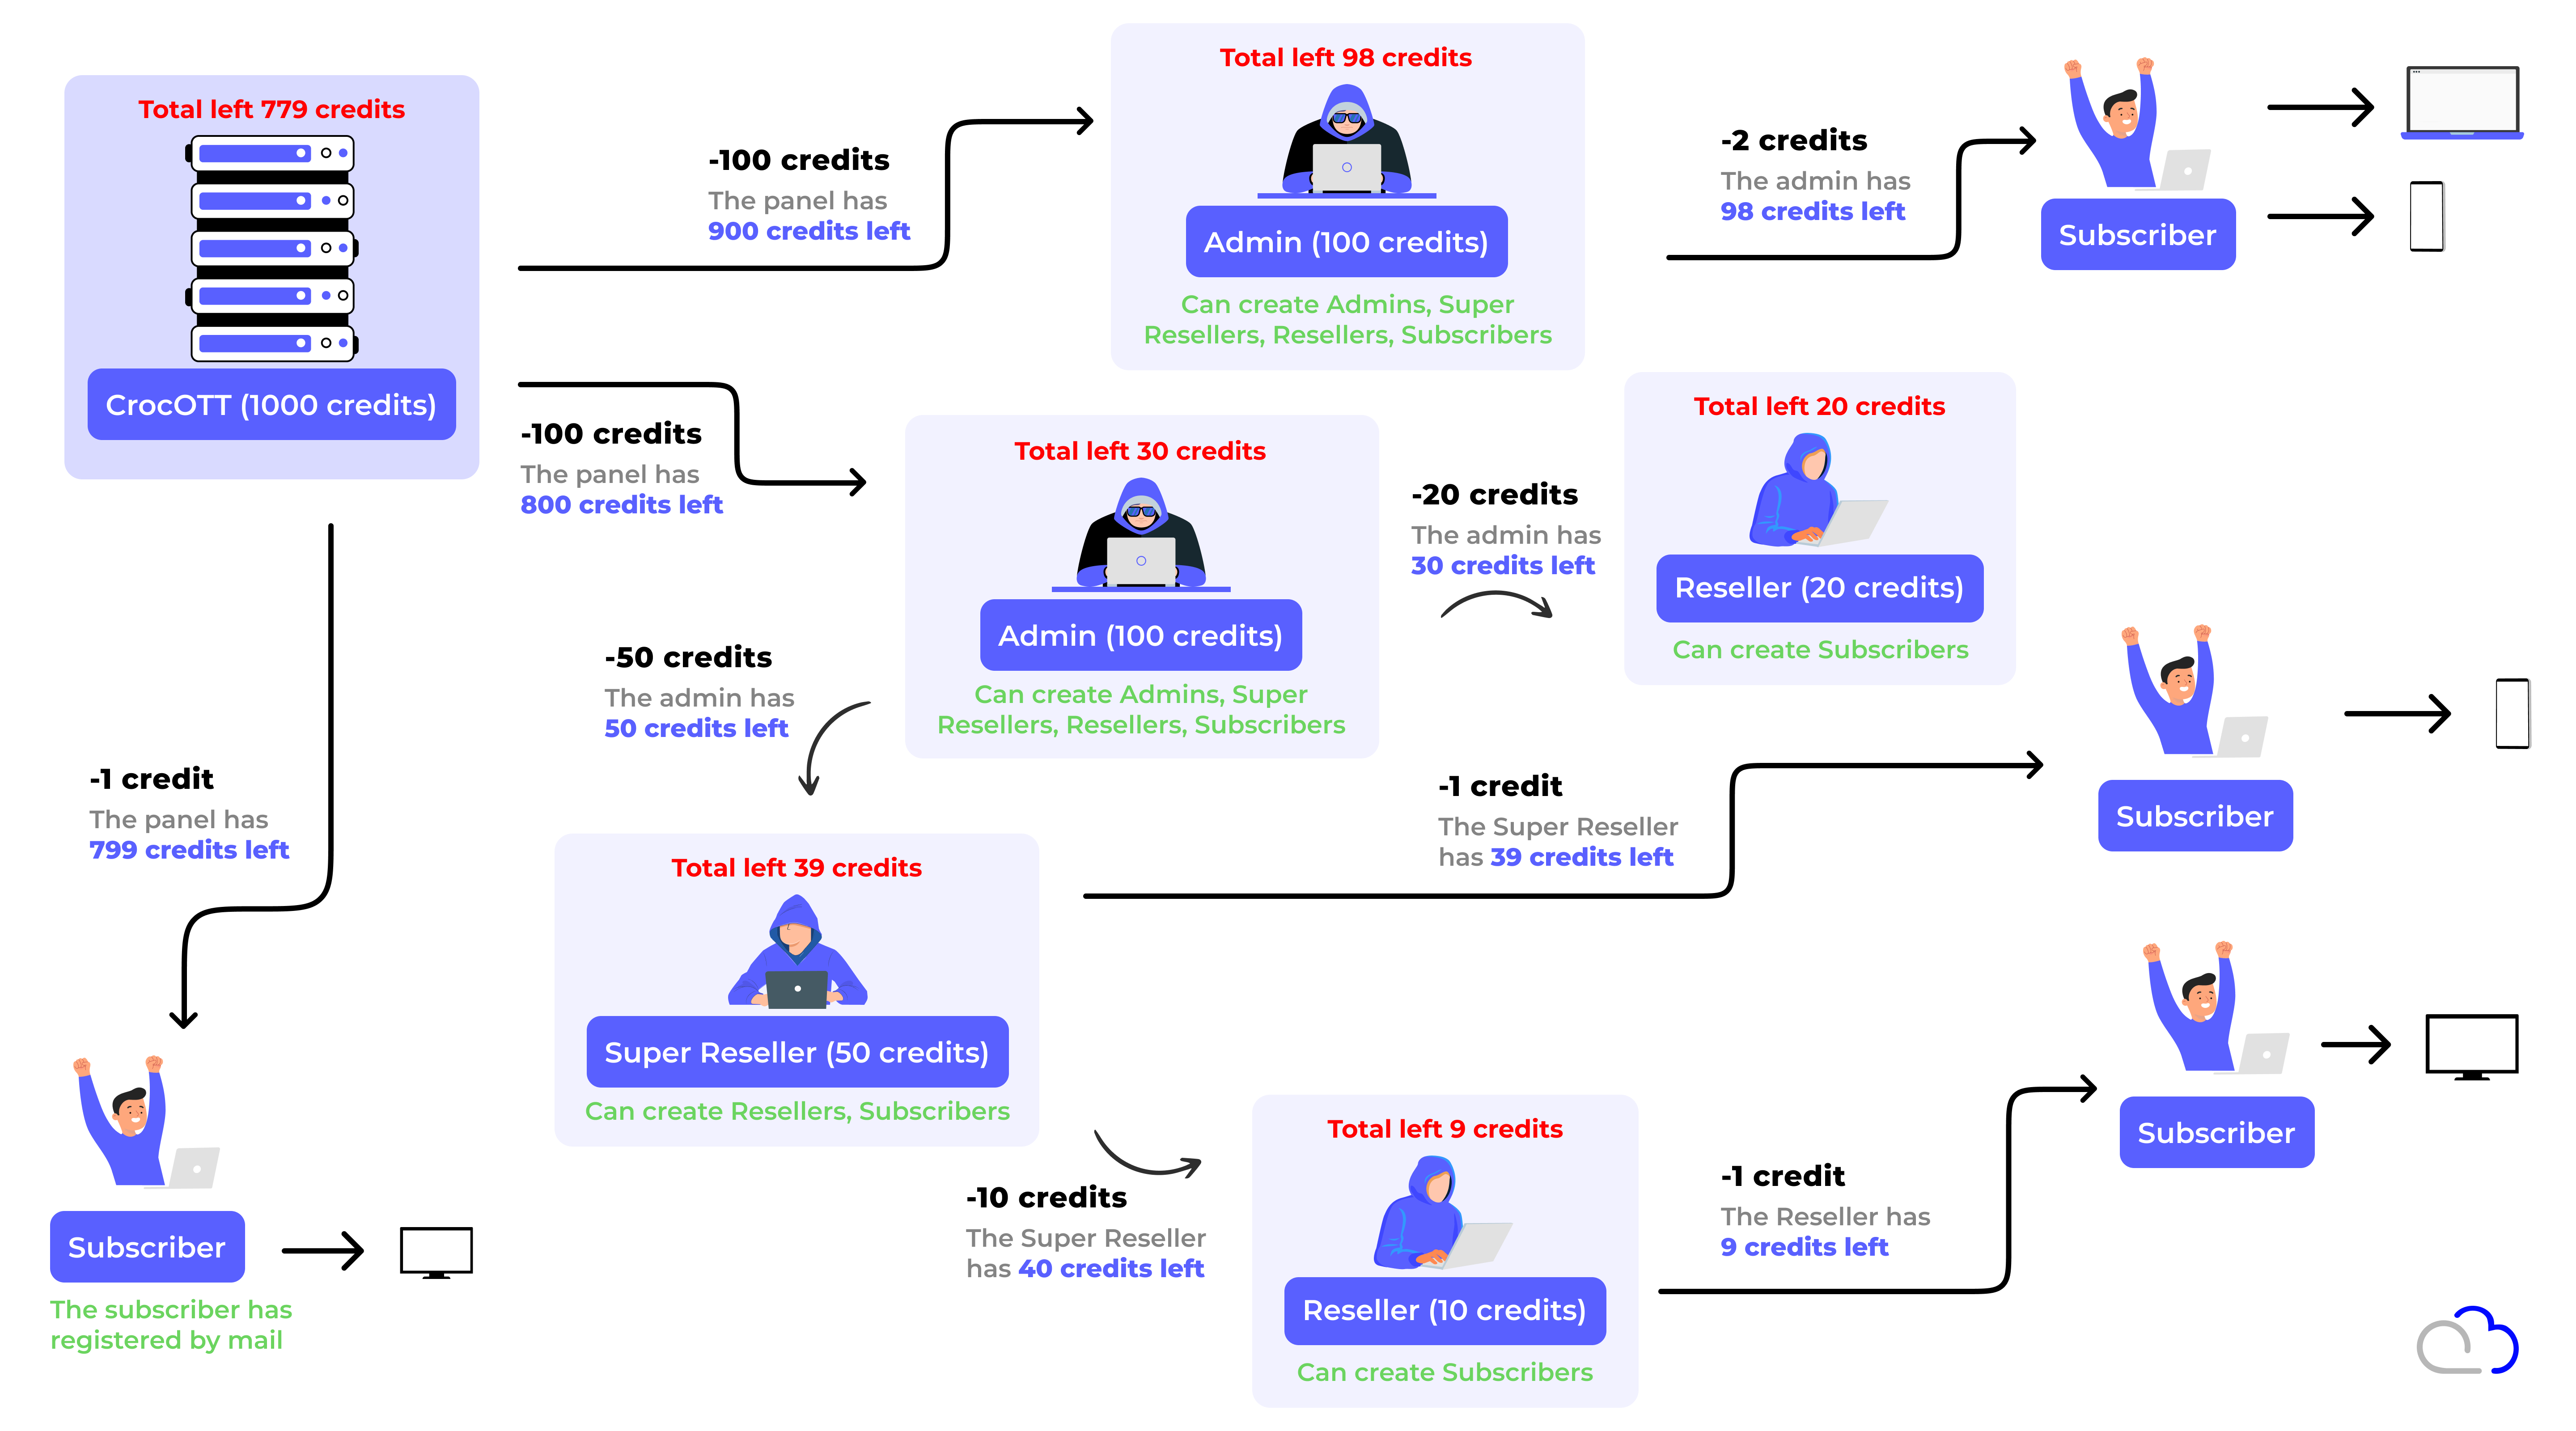 Total left 779 credits
CrocOTT (1000 credits)
-100 credits
The panel has
900 credits left
Total left 98 credits
Admin (100 credits)
Can create Admins, Super
Resellers, Resellers, Subscribers
-2 credits
The admin has
98 credits left
Subscriber
-100 credits
The panel has
800 credits left
Total left 30 credits
Admin (100 credits)
Can create Admins, Super
Resellers, Resellers, Subscribers
-20 credits
The admin has
30 credits left
Total left 20 credits
Reseller (20 credits)
Can create Subscribers
-50 credits
The admin has
50 credits left
-1 credit
The panel has
799 credits left
Total left 39 credits
Super Reseller (50 credits)
Can create Resellers, Subscribers
-1 credit
The Super Reseller
has 39 credits left
Subscriber
-10 credits
The Super Reseller
has 40 credits left
Total left 9 credits
Reseller (10 credits)
Can create Subscribers
-1 credit
The Reseller has
9 credits left
Subscriber
Subscriber
The subscriber has
registered by mail